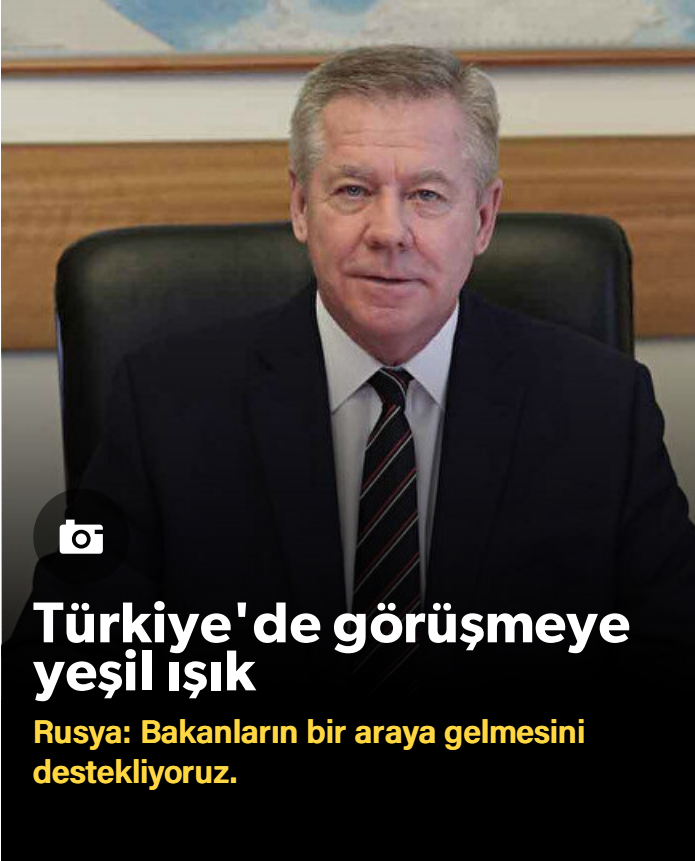 Türkiye'de görüşmeye
yeşil ışık
Rusya: Bakanların bir araya gelmesini
destekliyoruz.